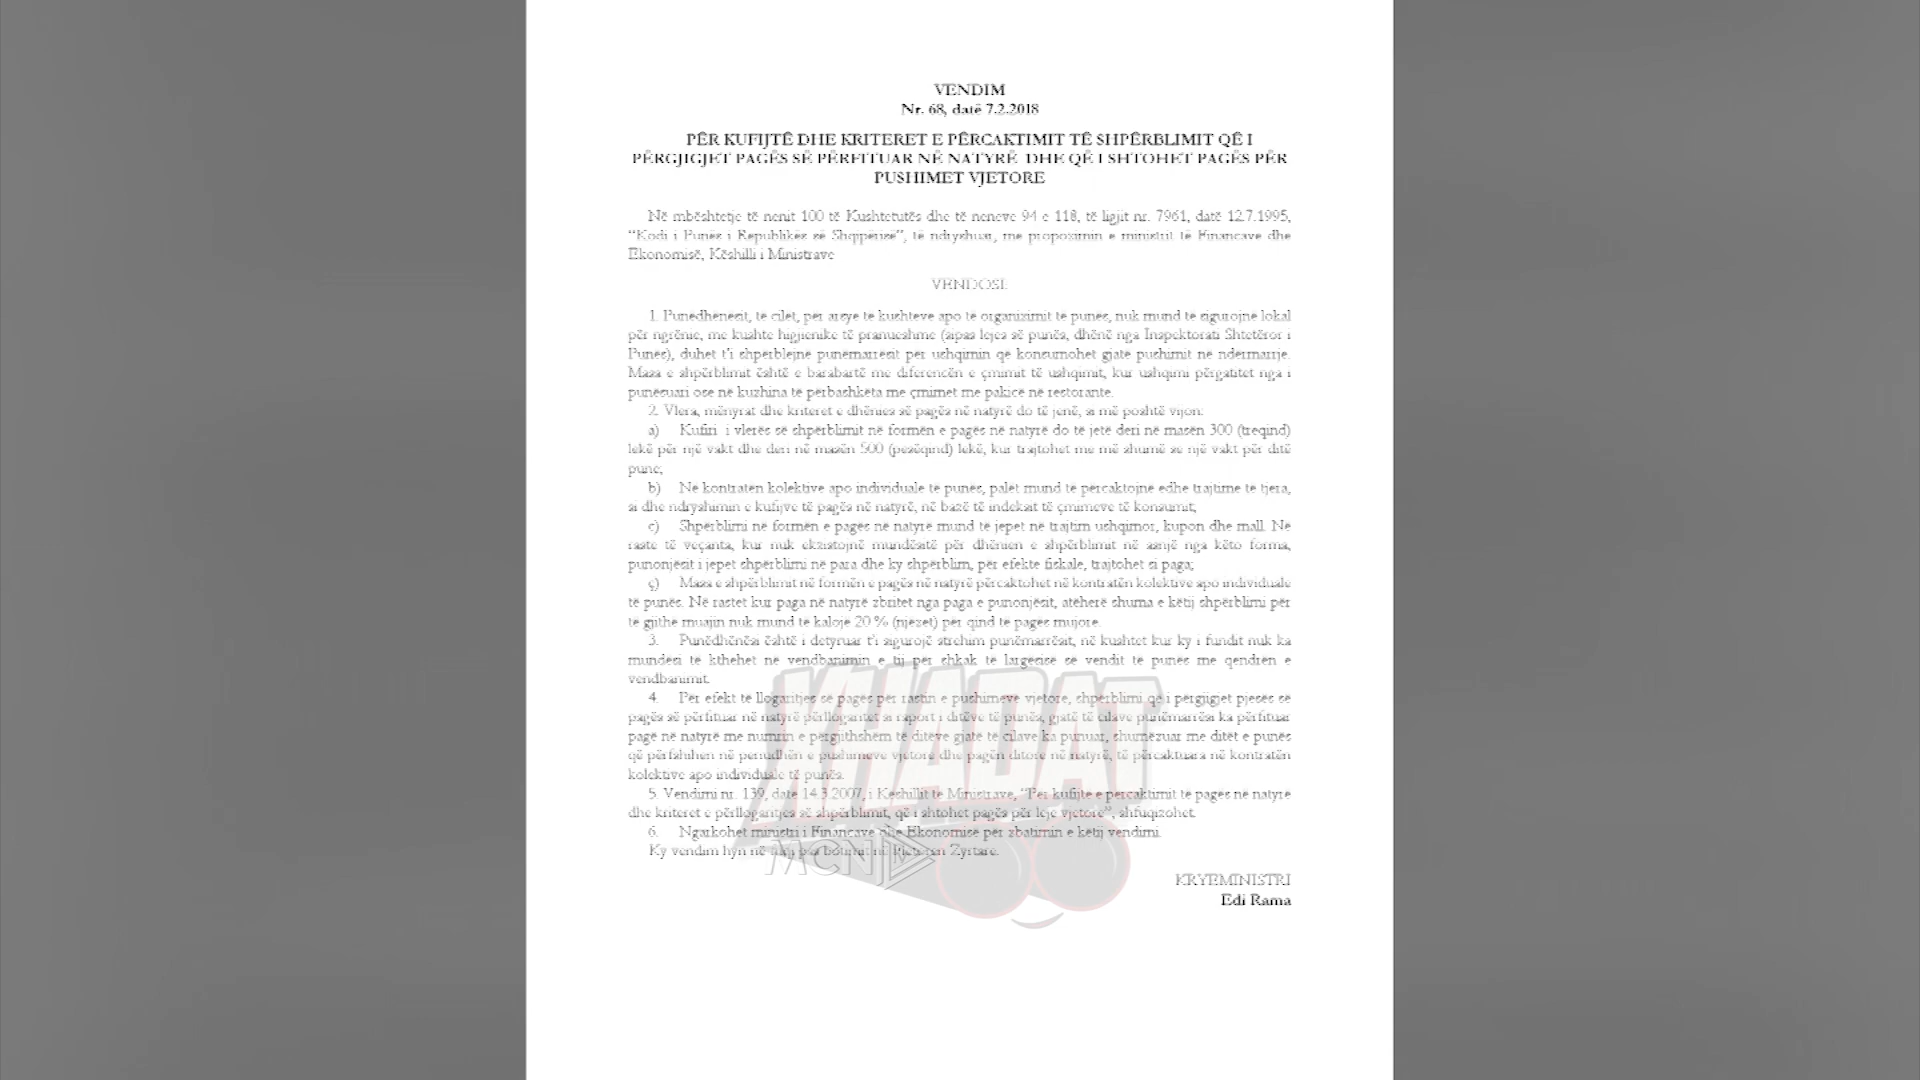 VENDIM
Nr. 68, datë 7.2.2018
PËR KUFIJTË DHE KRITERET E PËRCAKTIMIT TË SHPËRBLIMIT QË I
PËRGJIGJET PAGËS SË PËRFITUAR NË NATYRË DHE QË I SHTOHET PAGËS PËR
PUSHIMET VJETORE
Në mbështetje të nenit 100 të Kushtetutës dhe të neneve 94 e 118, të ligjit nr. 7961, datë 12.7.1995,
“Kodi i Punës i Republikës së Shqipërisë”, të ndryshuar, me propozimin e ministrit të Financave dhe
Ekonomisë, Këshilli i Ministrave
VENDOSI:
1. Punëdhënësit, të cilët, për arsye të kushteve apo të organizimit të punës, nuk mund të sigurojnë lokal
për ngrënie, me kushte higjienike të pranueshme (sipas lejes së punës, dhënë nga Inspektorati Shtetëror i
Punës), duhet t’i shpërblejnë punëmarrësit për ushqimin që konsumohet gjatë pushimit në ndërmarrje.
Masa e shpërblimit është e barabartë me diferencën e çmimit të ushqimit, kur ushqimi përgatitet nga i
punësuari ose në kuzhina të përbashkëta me çmimet me pakicë në restorante.
2. Vlera, mënyrat dhe kriteret e dhënies së pagës në natyrë do të jenë, si më poshtë vijon:
a) Kufiri i vlerës së shpërblimit në formën e pagës në natyrë do të jetë deri në masën 300 (treqind)
lekë për një vakt dhe deri në masën 500 (pesëqind) lekë, kur trajtohet me më shumë se një vakt për ditë
pune;
b) Në kontratën kolektive apo individuale të punës, palët mund të përcaktojnë edhe trajtime të tjera,
si dhe ndryshimin e kufijve të pagës në natyrë, në bazë të indeksit të çmimeve të konsumit;
c) Shpërblimi në formën e pagës në natyrë mund të jepet në trajtim ushqimor, kupon dhe mall. Në
raste të veçanta, kur nuk ekzistojnë mundësitë për dhënien e shpërblimit në asnjë nga këto forma,
punonjësit i jepet shpërblimi në para dhe ky shpërblim, për efekte fiskale, trajtohet si paga;
ç) Masa e shpërblimit në formën e pagës në natyrë përcaktohet në kontratën kolektive apo individuale
të punës. Në rastet kur paga në natyrë zbritet nga paga e punonjësit, atëherë shuma e këtij shpërblimi për
të gjithë muajin nuk mund të kalojë 20 % (njëzet) për qind të pagës mujore.
3. Punëdhënësi është i detyruar t’i sigurojë strehim punëmarrësit, në kushtet kur ky i fundit nuk ka
mundësi të kthehet në vendbanimin e tij për shkak të largësisë së vendit të punës me qendrën e
vendbanimit.
4. Për efekt të llogaritjes së pagës për rastin e pushimeve vjetore, shpërblimi që i përgjigjet pjesës së
pagës së përfituar në natyrë përllogaritet si raport i ditëve të punës, gjatë të cilave punëmarrësi ka përfituar
pagë në natyrë me numrin e përgjithshëm të ditëve gjatë të cilave ka punuar, shumëzuar me ditët e punës
që përfshihen në periudhën e pushimeve vjetore dhe pagën ditore në natyrë, të përcaktuara në kontratën
kolektive apo individuale të punës.
5. Vendimi nr. 139, datë 14.3.2007, i Këshillit të Ministrave, “Për kufijtë e përcaktimit të pagës në natyrë
dhe kriteret e përllogaritjes së shpërblimit, që i shtohet pagës për leje vjetore”, shfuqizohet.
6. Ngarkohet ministri i Financave dhe Ekonomisë për zbatimin e këtij vendimi.
Ky vendim hyn në fuqi pas botimit në Fletoren Zyrtare.
KRYEMINISTRI
Edi Rama
XHADAT
MCN